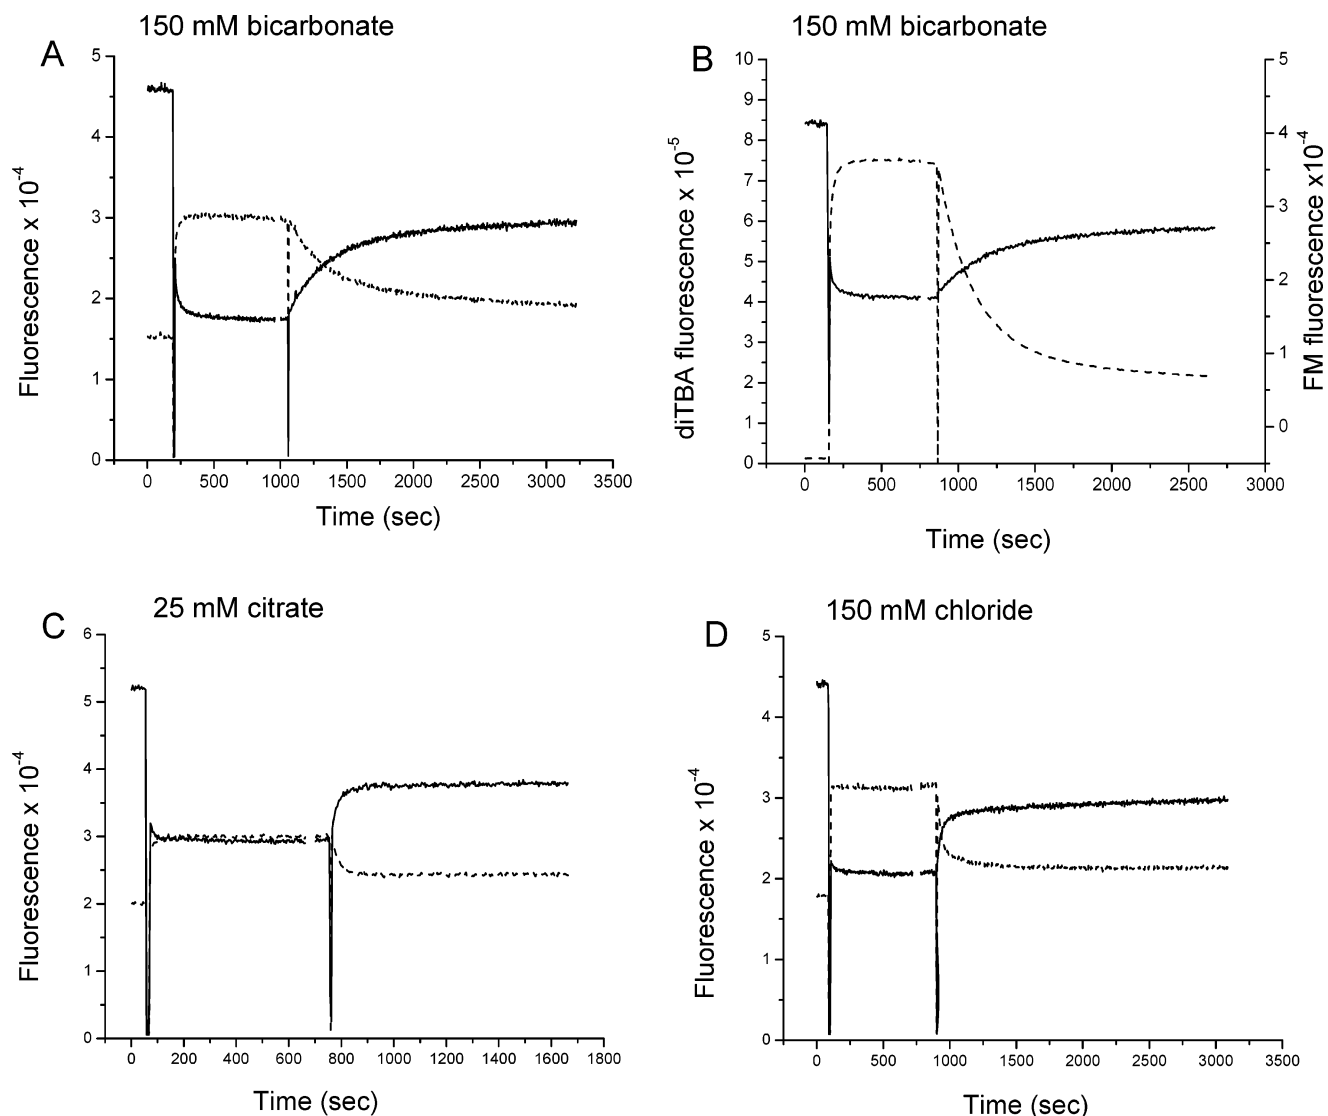 150 mM bicarbonate
A
5
4
3
2
1
0
Fluorescence x 10-4
0 500 1000 1500 2000 2500 3000 3500
Time (sec)
150 mM bicarbonate
B
10
9
8
7
6
5
4
3
2
1
0
diTBA fluorescence x 10-5
5
4
3
2
1
0
FM fluorescence x10-4
0 500 1000 1500 2000 2500 3000
Time (sec)
25 mM citrate
C
6
5
4
3
2
1
0
Fluorescence x 10-4
0 200 400 600 800 1000 1200 1400 1600 1800
Time (sec)
150 mM chloride
D
5
4
3
2
1
0
Fluorescence x 10-4
0 500 1000 1500 2000 2500 3000 3500
Time (sec)